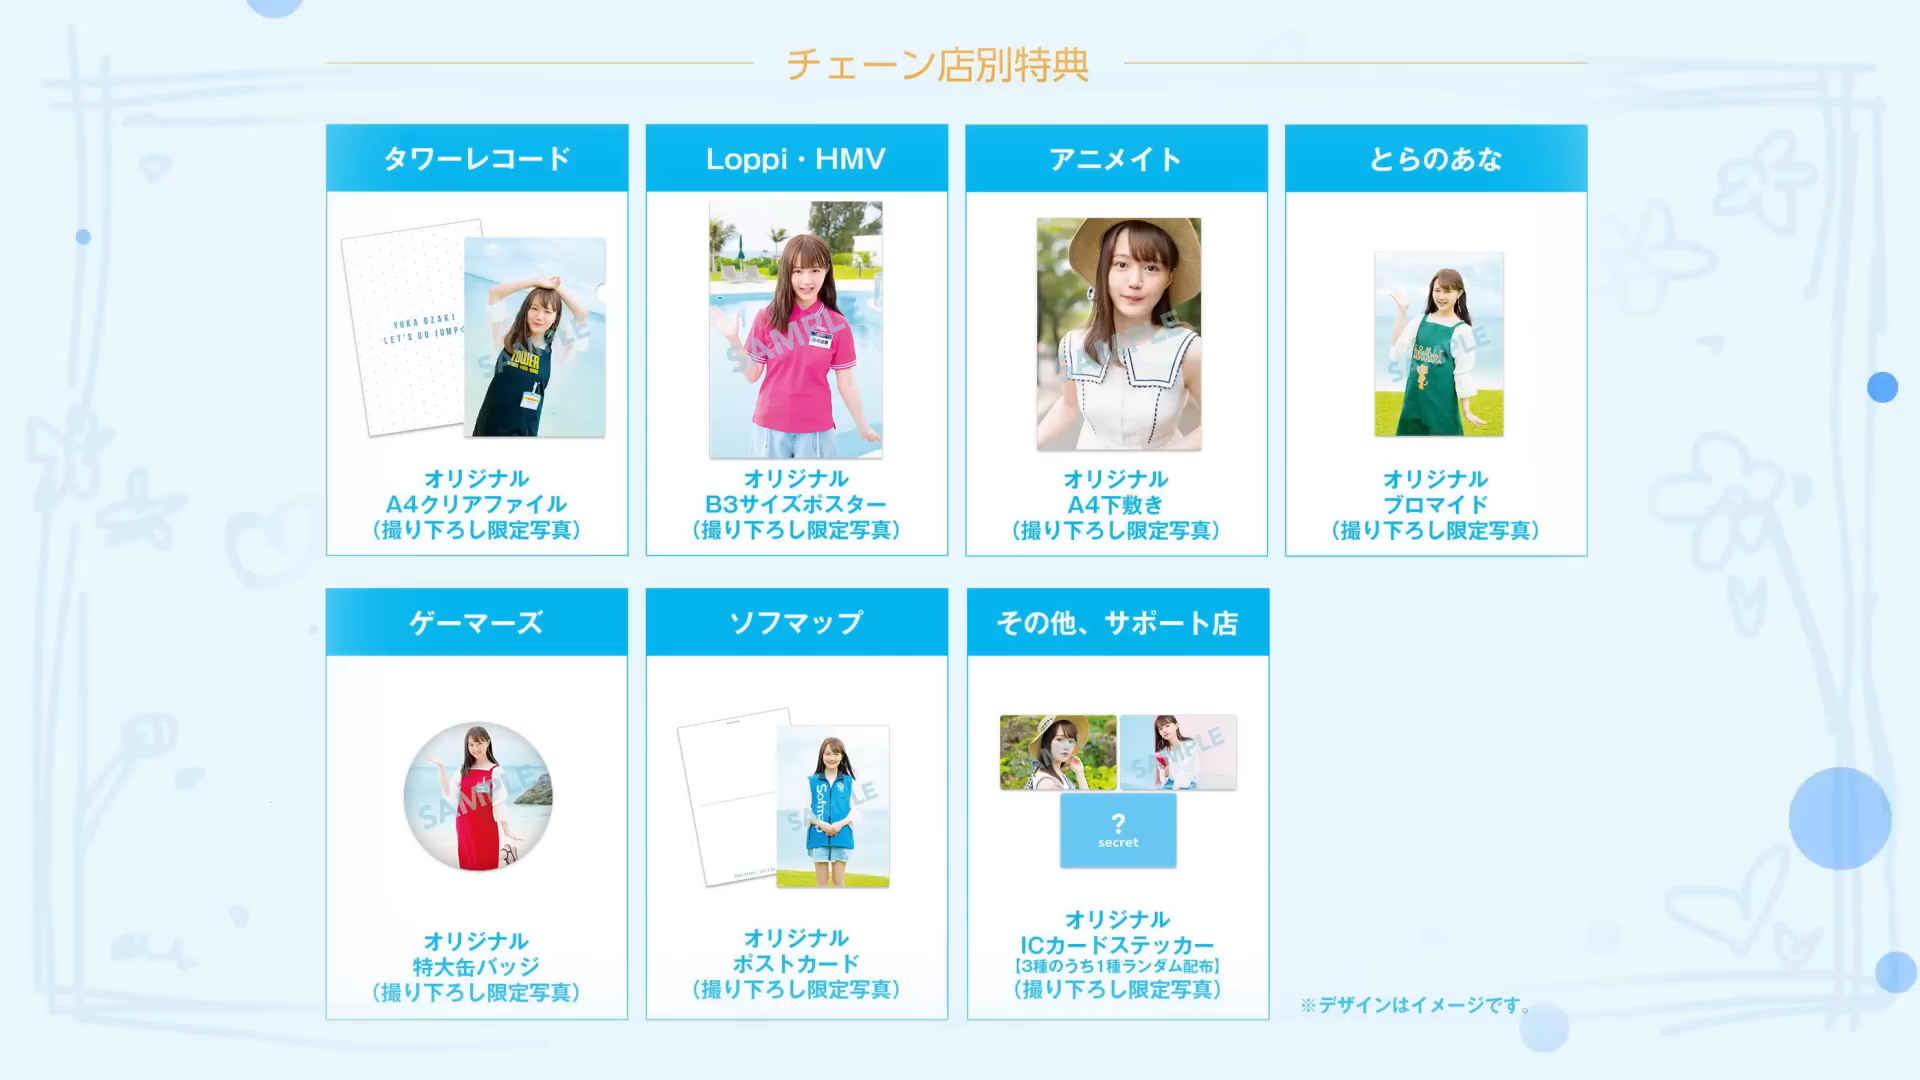 チェーン店別特典
タワーレコード
YUKA OZAKI
LET'S GO JUMP☆
TOWER
SAMPLE
オリジナル
A4クリアファイル
（撮り下ろし限定写真）
Loppi・HMV
SAMPLE
オリジナル
B3サイズポスター
（撮り下ろし限定写真）
アニメイト
SAMPLE
オリジナル
A4下敷き
（撮り下ろし限定写真）
とらのあな
SAMPLE
オリジナル
ブロマイド
（撮り下ろし限定写真）
ゲーマーズ
SAMPLE
オリジナル
特大缶バッジ
（撮り下ろし限定写真）
ソフマップ
Sofmap
SAMPLE
オリジナル
ポストカード
（撮り下ろし限定写真）
その他、サポート店
SAMPLE
SAMPLE
?
secret
オリジナル
ICカードステッカー
【3種のうち1種ランダム配布】
（撮り下ろし限定写真）
※デザインはイメージです。